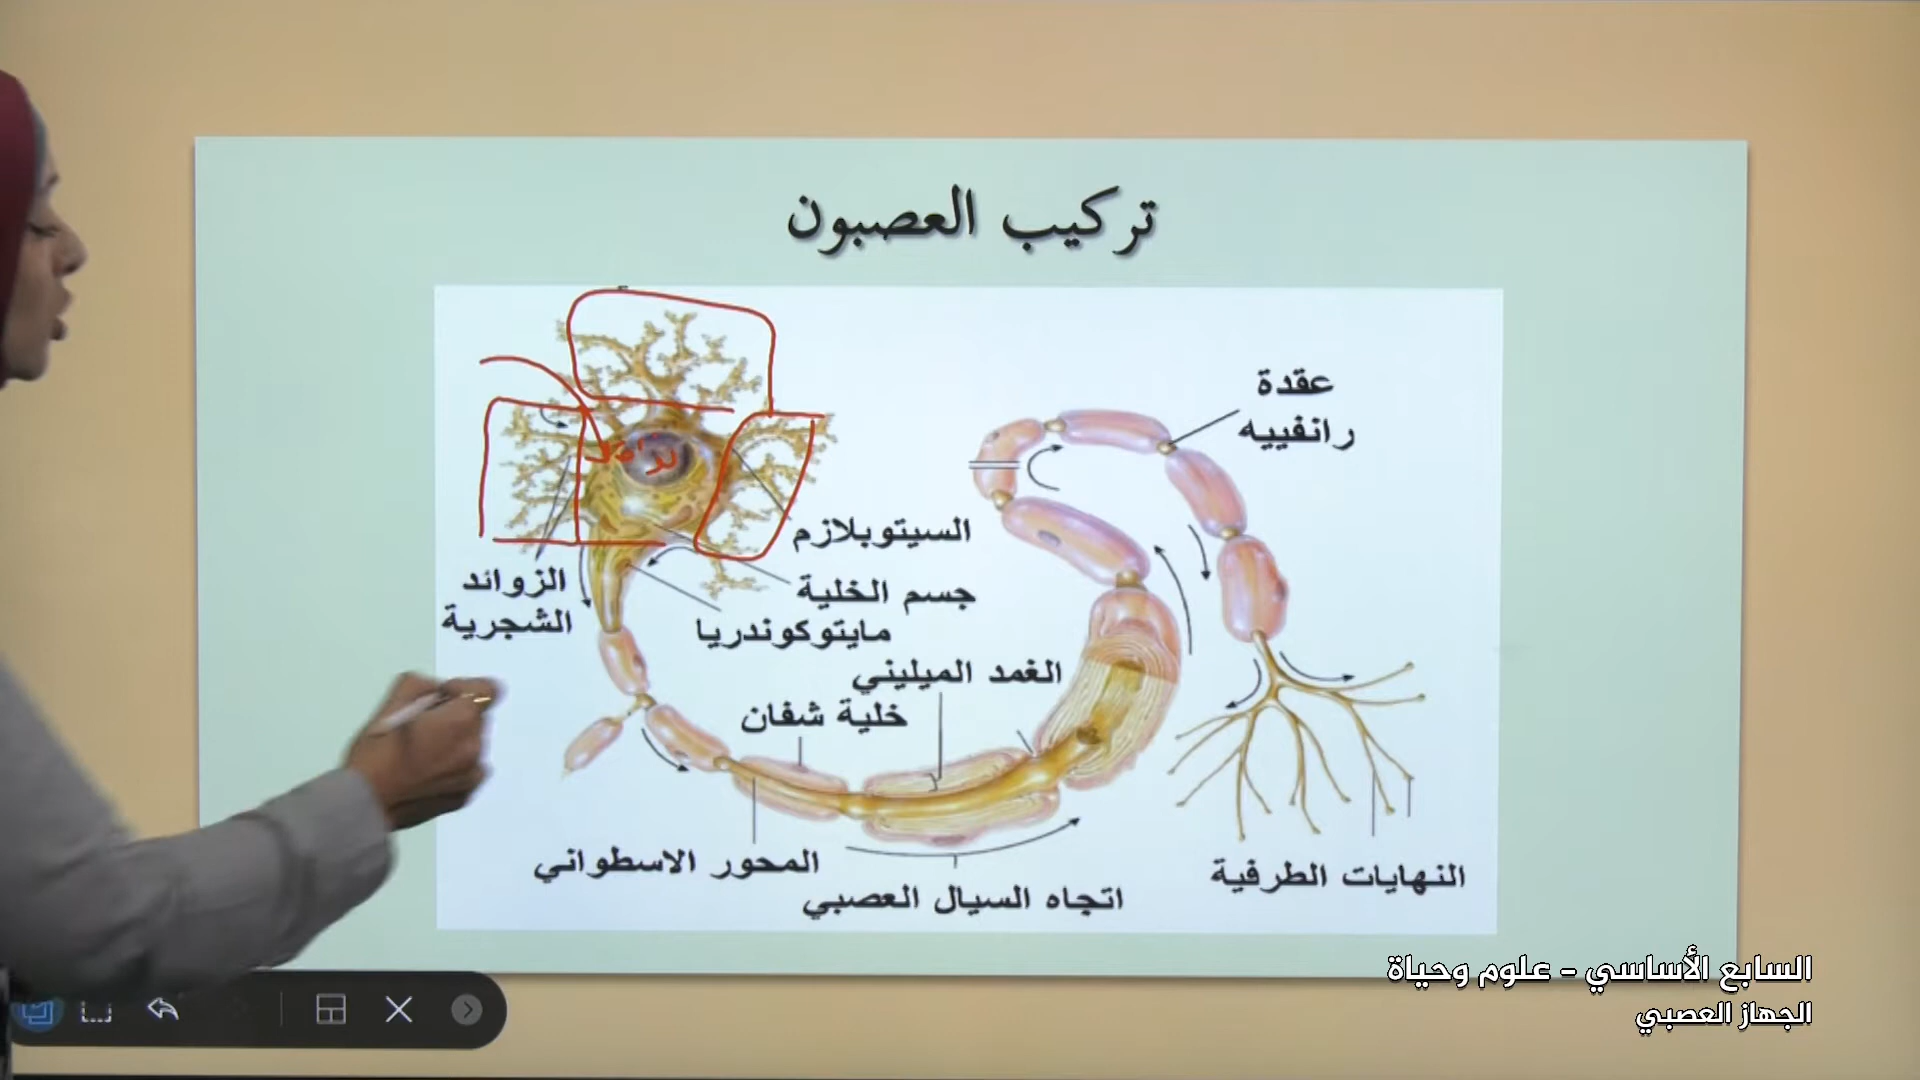 تركيب العصبون
عقدة
رانفييه
السيتوبلازم
جسم الخلية
مايتوكوندريا
الزوائد
الشجرية
الغمد الميليني
خلية شفان
المحور الاسطواني
اتجاه السيال العصبي
النهايات الطرفية
السابع الأساسي - علوم وحياة
الجهاز العصبي